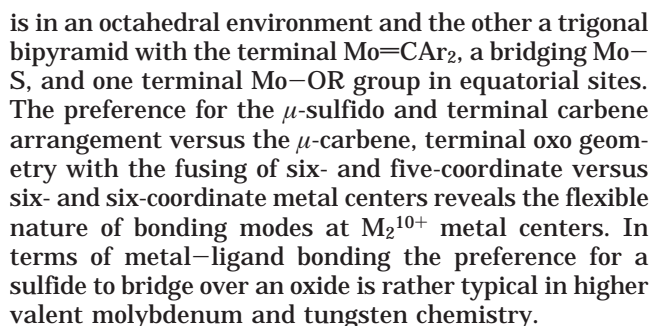 is in an octahedral environment and the other a trigonal
bipyramid with the terminal Mo=CAr₂, a bridging Mo−
S, and one terminal Mo−OR group in equatorial sites.
The preference for the μ-sulfido and terminal carbene
arrangement versus the μ-carbene, terminal oxo geom-
etry with the fusing of six- and five-coordinate versus
six- and six-coordinate metal centers reveals the flexible
nature of bonding modes at M₂¹⁰⁺ metal centers. In
terms of metal−ligand bonding the preference for a
sulfide to bridge over an oxide is rather typical in higher
valent molybdenum and tungsten chemistry.